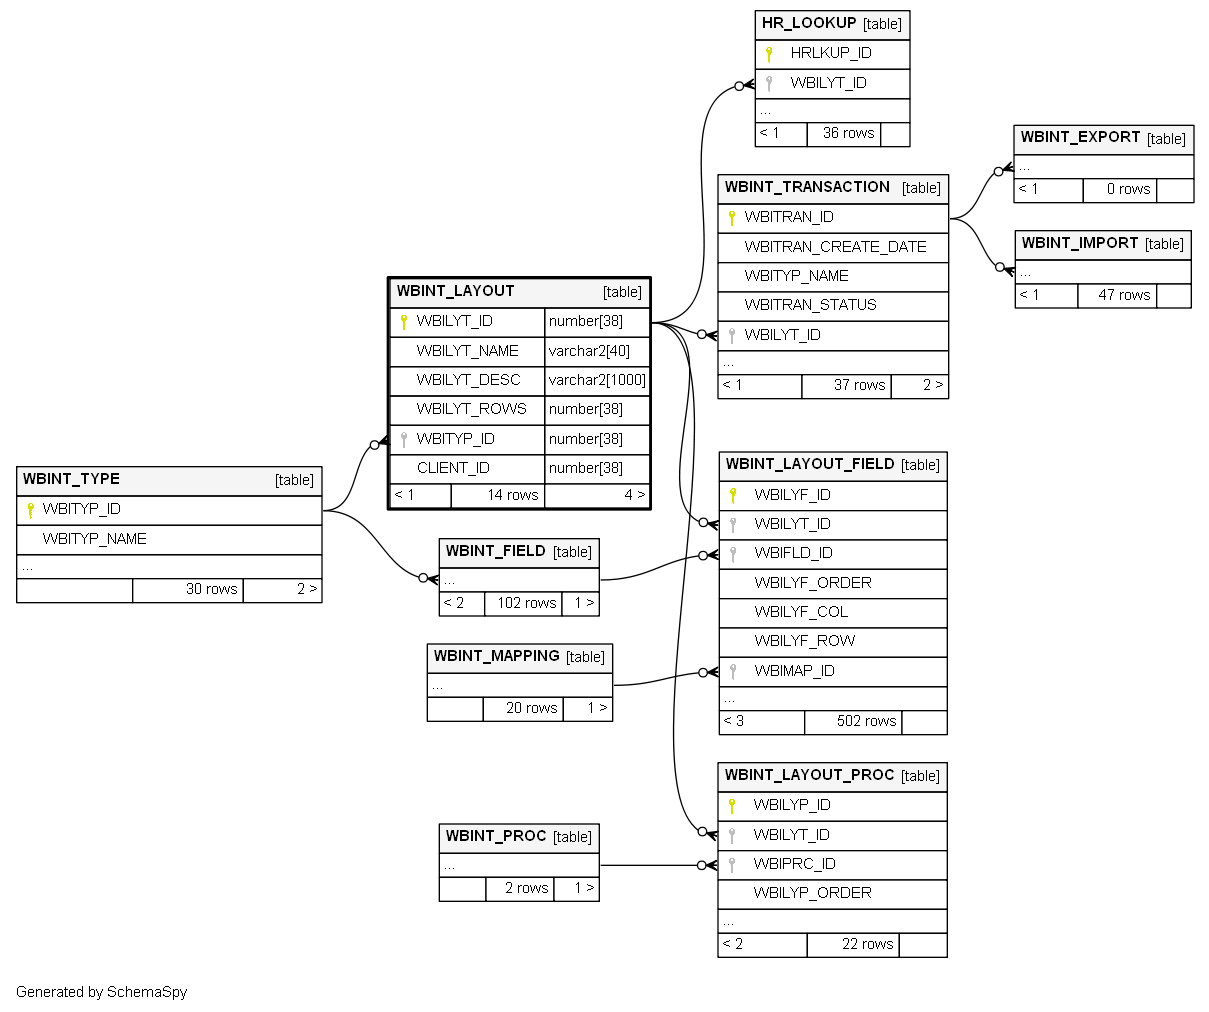 HR_LOOKUP [table]
HRLKUP_ID
WBILYT_ID
...
< 1 36 rows
WBINT_EXPORT [table]
...
< 1 0 rows
WBINT_TRANSACTION [table]
WBITRAN_ID
WBITRAN_CREATE_DATE
WBITYP_NAME
WBITRAN_STATUS
WBILYT_ID
...
< 1 37 rows 2 >
WBINT_IMPORT [table]
...
< 1 47 rows
WBINT_LAYOUT [table]
WBILYT_ID number[38]
WBILYT_NAME varchar2[40]
WBILYT_DESC varchar2[1000]
WBILYT_ROWS number[38]
WBITYP_ID number[38]
CLIENT_ID number[38]
< 1 14 rows 4 >
WBINT_TYPE [table]
WBITYP_ID
WBITYP_NAME
...
30 rows 2 >
WBINT_FIELD [table]
...
< 2 102 rows 1 >
WBINT_MAPPING [table]
...
20 rows 1 >
WBINT_LAYOUT_FIELD [table]
WBILYF_ID
WBILYT_ID
WBIFLD_ID
WBILYF_ORDER
WBILYF_COL
WBILYF_ROW
WBIMAP_ID
...
< 3 502 rows
WBINT_LAYOUT_PROC [table]
WBILYP_ID
WBILYT_ID
WBIPRC_ID
WBILYP_ORDER
...
< 2 22 rows
WBINT_PROC [table]
...
2 rows 1 >
Generated by SchemaSpy